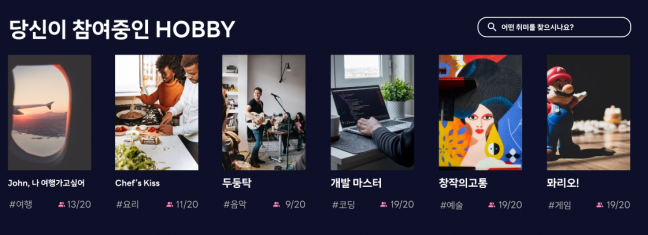 당신이 참여중인 HOBBY
어떤 취미를 찾으시나요?
John, 나 여행가고싶어
#여행 13/20
Chef's Kiss
#요리 11/20
두둥탁
#음악 9/20
개발 마스터
#코딩 19/20
창작의고통
#예술 19/20
뫄리오!
#게임 19/20